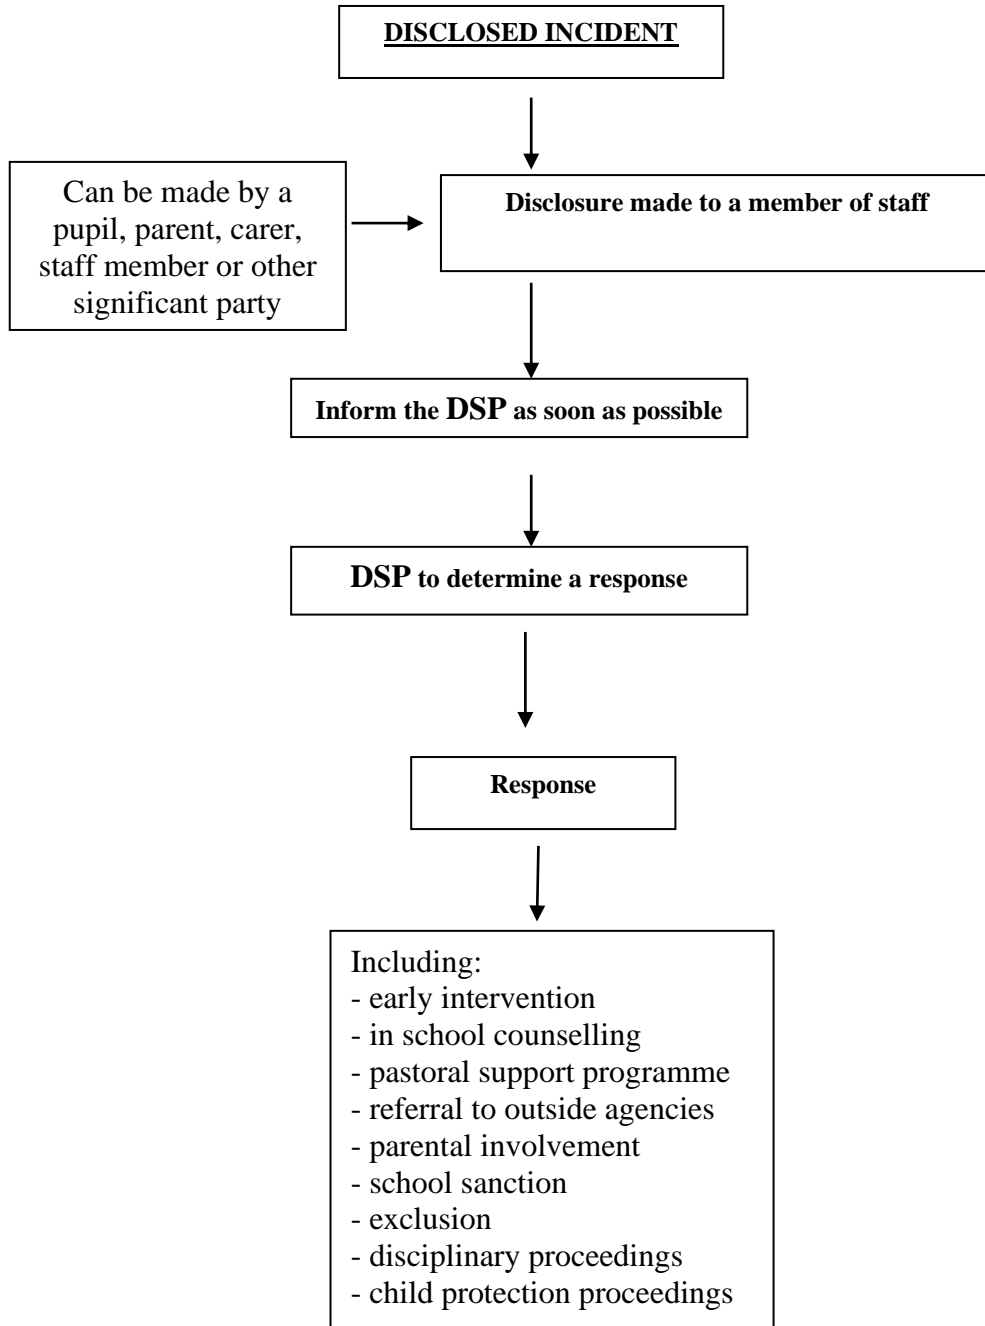 DISCLOSED INCIDENT
Can be made by a
pupil, parent, carer,
staff member or other
significant party
Disclosure made to a member of staff
Inform the DSP as soon as possible
DSP to determine a response
Response
Including:
- early intervention
- in school counselling
- pastoral support programme
- referral to outside agencies
- parental involvement
- school sanction
- exclusion
- disciplinary proceedings
- child protection proceedings